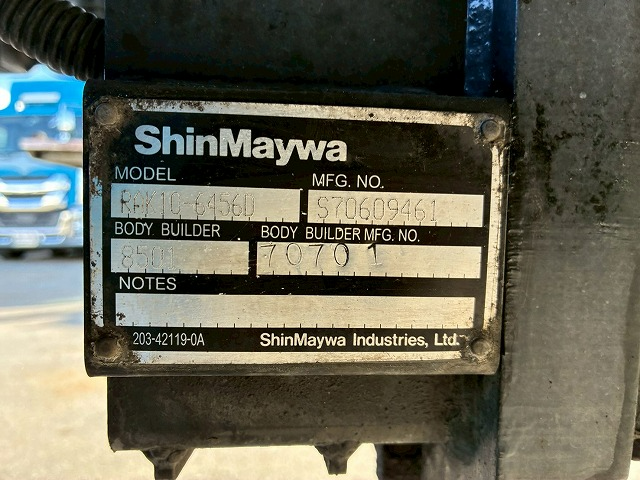 ShinMaywa
MODEL MFG. NO.
S70609461
BODY BUILDER BODY BUILDER MFG. NO.
8501 70701
NOTES
203-42119-0A ShinMaywa Industries, Ltd.